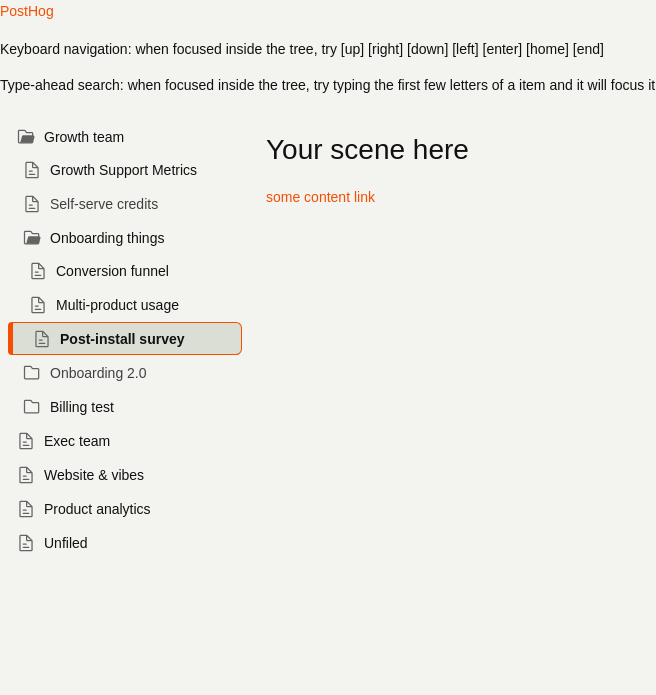 PostHog
Keyboard navigation: when focused inside the tree, try [up] [right] [down] [left] [enter] [home] [end]
Type-ahead search: when focused inside the tree, try typing the first few letters of a item and it will focus it
Growth team
Growth Support Metrics
Self-serve credits
Onboarding things
Conversion funnel
Multi-product usage
Post-install survey
Onboarding 2.0
Billing test
Exec team
Website & vibes
Product analytics
Unfiled
Your scene here
some content link